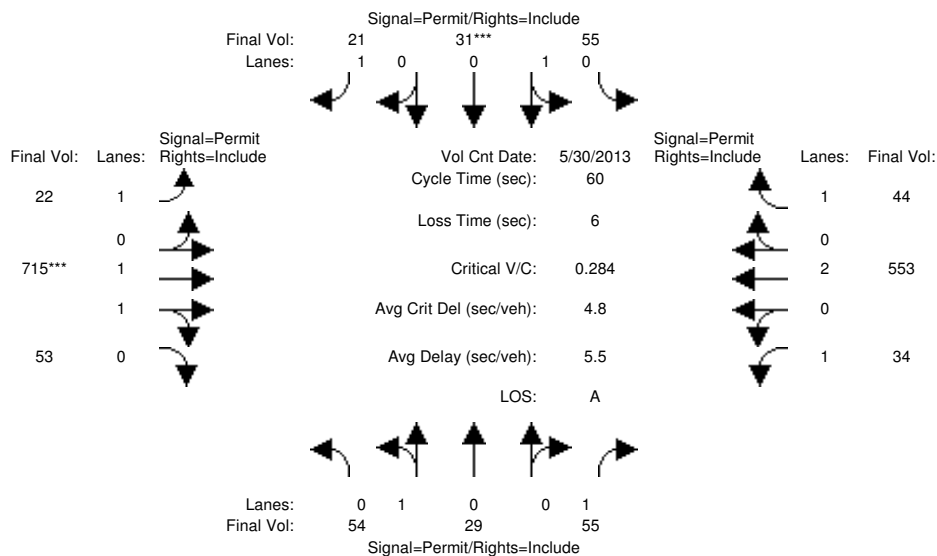 Signal=Permit/Rights=Include
Final Vol: 21 31*** 55
Lanes: 1 0 0 1 0
Signal=Permit Signal=Permit
Final Vol: Lanes: Rights=Include Vol Cnt Date: 5/30/2013 Rights=Include Lanes: Final Vol:
Cycle Time (sec): 60
22 1 1 44
Loss Time (sec): 6
0 0
715*** 1 Critical V/C: 0.284 2 553
1 Avg Crit Del (sec/veh): 4.8 0
53 0 Avg Delay (sec/veh): 5.5 1 34
LOS: A
Lanes: 0 1 0 0 1
Final Vol: 54 29 55
Signal=Permit/Rights=Include